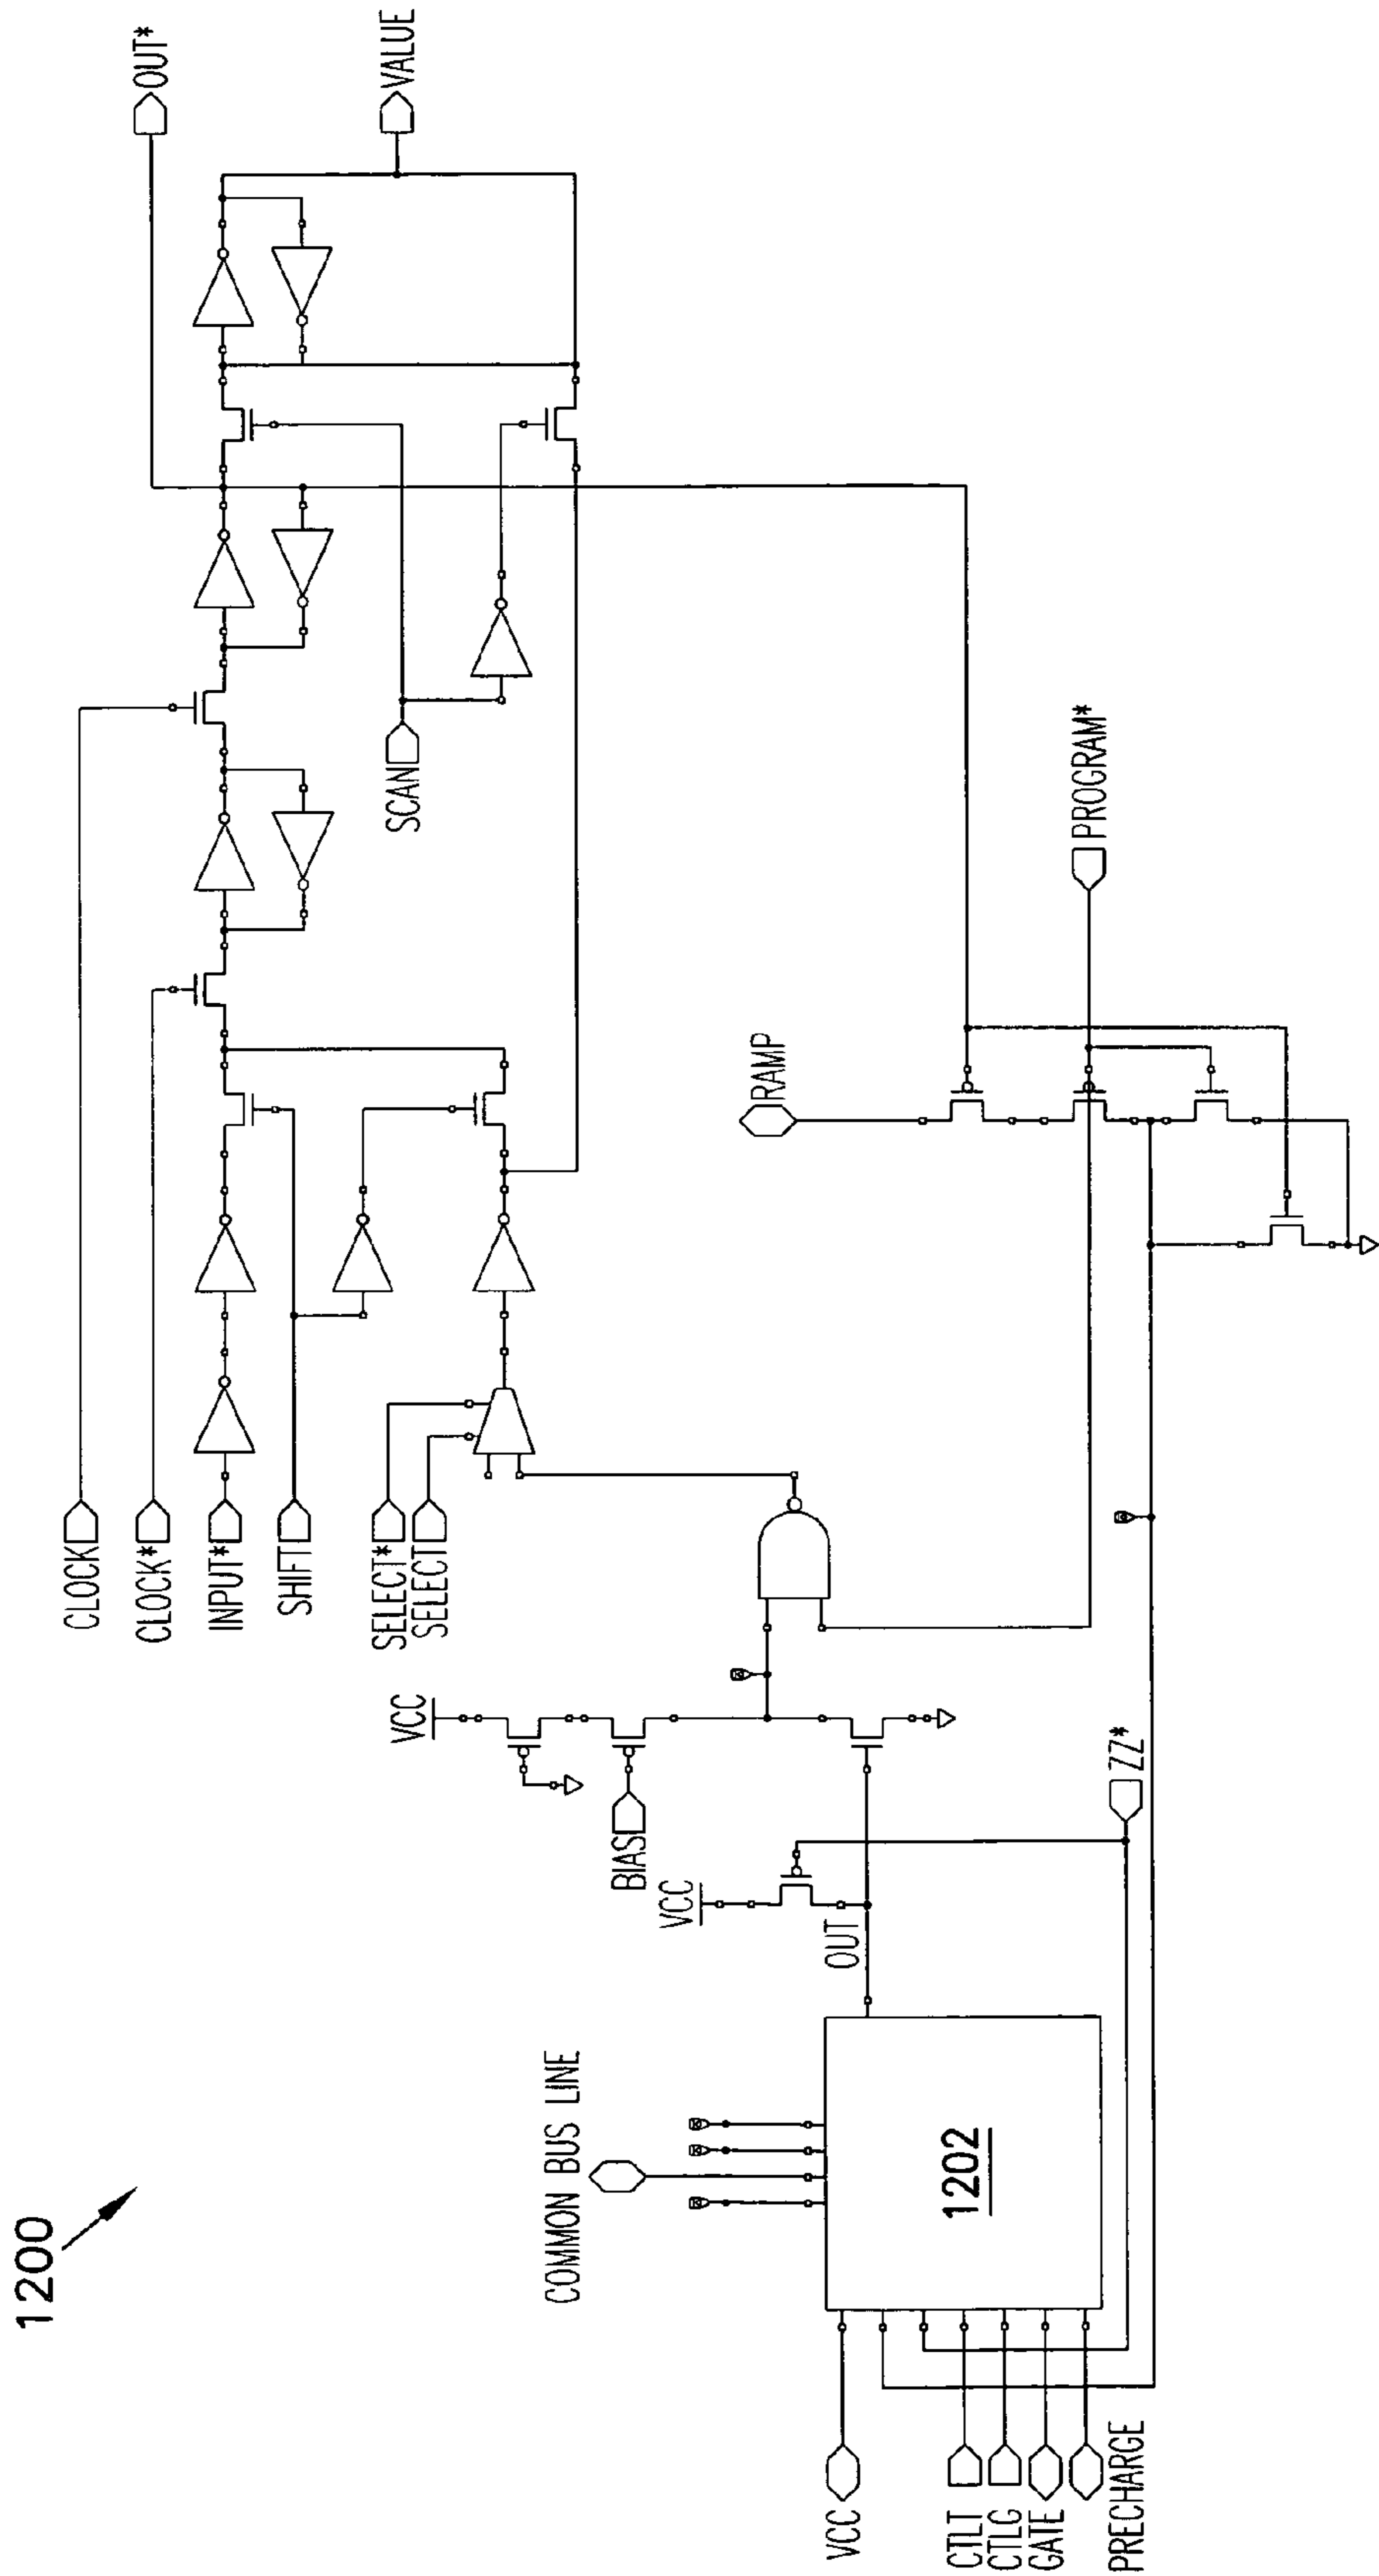 1200
CLOCK
CLOCK*
INPUT*
SHIFT
SELECT*
SELECT
OUT*
VALUE
SCAN
VCC
BIAS
VCC
OUT
RAMP
PROGRAM*
ZZ*
COMMON BUS LINE
1202
VCC
CTLT
CTLG
GATE
PRECHARGE